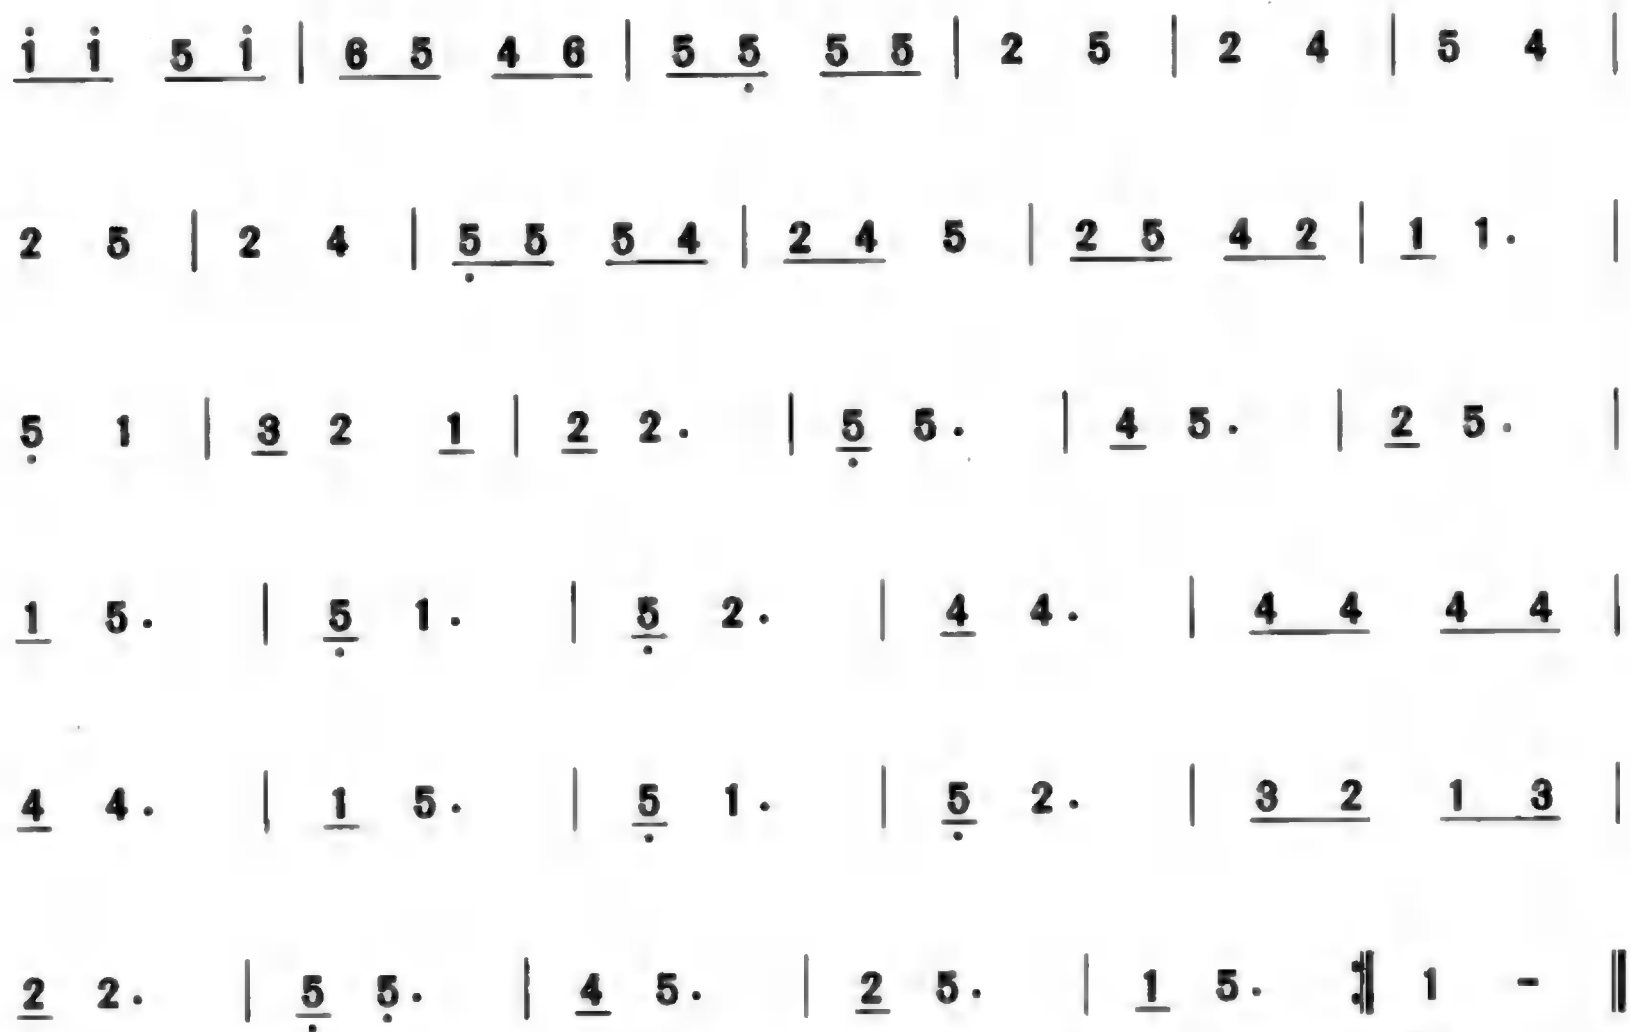 i̲̇ i̲̇ 5̲ i̲̇ | 6̲ 5̲ 4̲ 6̲ | 5̲ 5̲̣ 5̲ 5̲ | 2 5 | 2 4 | 5 4 |
2 5 | 2 4 | 5̲̣ 5̲ 5̲ 4̲ | 2̲ 4̲ 5 | 2̲ 5̲ 4̲ 2̲ | 1̲ 1· |
5̣ 1 | 3̲ 2 1̲ | 2̲ 2· | 5̲̣ 5· | 4̲ 5· | 2̲ 5· |
1̲ 5· | 5̲̣ 1· | 5̲̣ 2· | 4̲ 4· | 4̲ 4̲ 4̲ 4̲ |
4̲ 4· | 1̲ 5· | 5̲̣ 1· | 5̲̣ 2· | 3̲ 2̲ 1̲ 3̲ |
2̲ 2· | 5̲̣ 5̣· | 4̲ 5· | 2̲ 5· | 1̲ 5· :‖ 1 - ‖